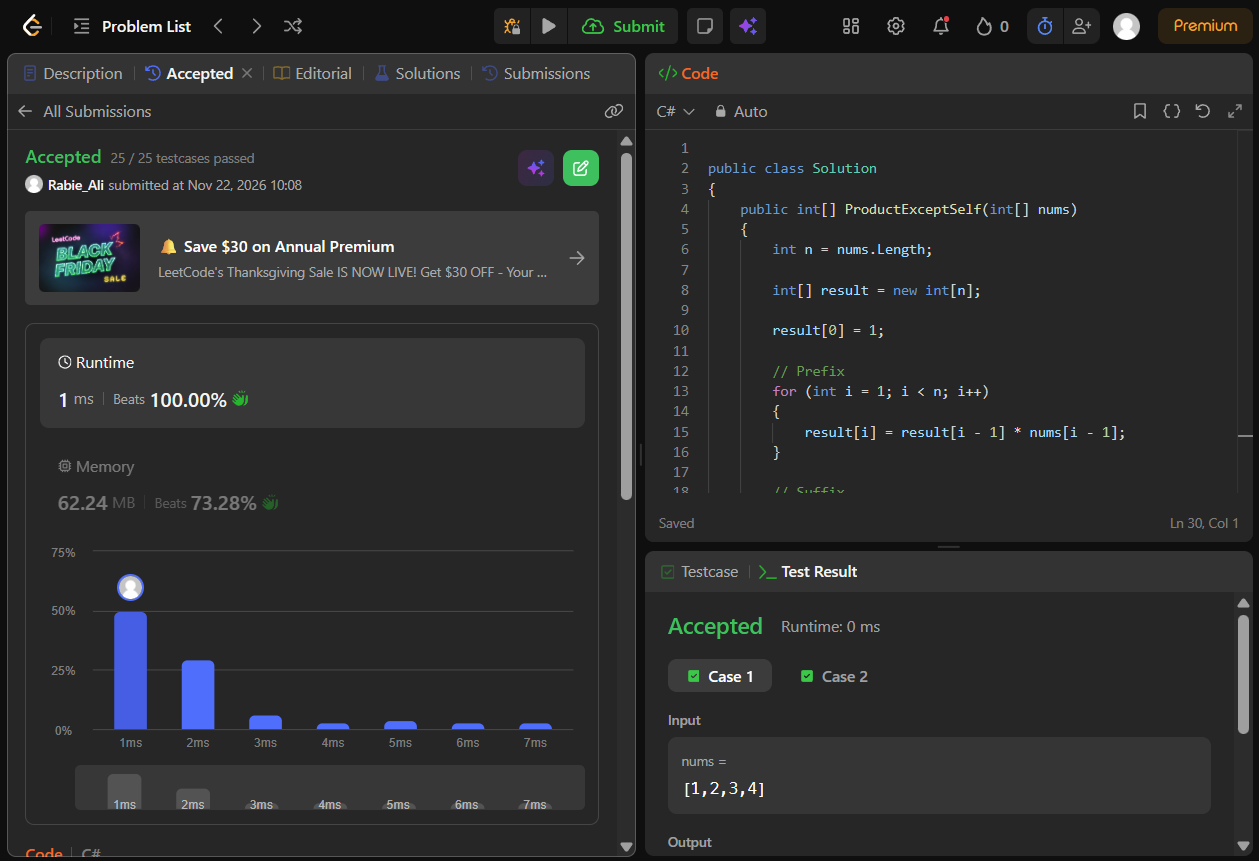 Problem List
Submit
0
Premium
Description
Accepted
Editorial
Solutions
Submissions
All Submissions
Accepted 25 / 25 testcases passed
Rabie_Ali submitted at Nov 22, 2026 10:08
LeetCode
BLACK
FRIDAY
SALE
Save $30 on Annual Premium
LeetCode's Thanksgiving Sale IS NOW LIVE! Get $30 OFF - Your ...
Runtime
1 ms Beats 100.00%
Memory
62.24 MB Beats 73.28%
75%
50%
25%
0%
1ms 2ms 3ms 4ms 5ms 6ms 7ms
1ms 2ms 3ms 4ms 5ms 6ms 7ms
Code C#
</> Code
C# Auto
1
2 public class Solution
3 {
4 public int[] ProductExceptSelf(int[] nums)
5 {
6 int n = nums.Length;
7
8 int[] result = new int[n];
9
10 result[0] = 1;
11
12 // Prefix
13 for (int i = 1; i < n; i++)
14 {
15 result[i] = result[i - 1] * nums[i - 1];
16 }
17
18 // Suffix
Saved
Ln 30, Col 1
Testcase
Test Result
Accepted Runtime: 0 ms
Case 1
Case 2
Input
nums =
[1,2,3,4]
Output